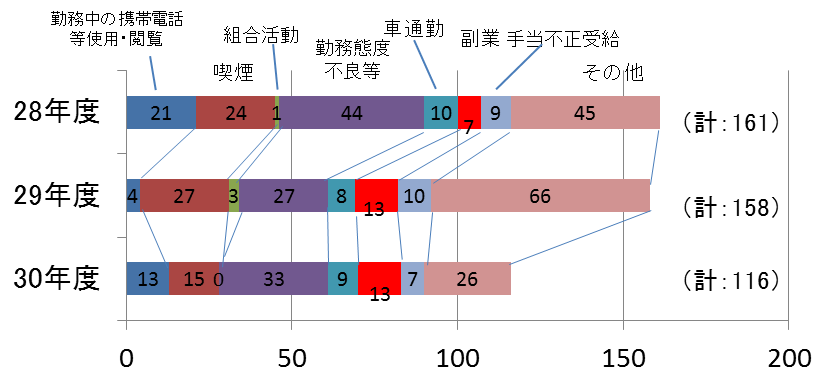 勤務中の携帯電話
等使用・閲覧
喫煙
組合活動
勤務態度
不良等
車通勤
副業 手当不正受給
その他
28年度 21 24 1 44 10 7 9 45 （計：161）
29年度 4 27 3 27 8 13 10 66 （計：158）
30年度 13 15 0 33 9 13 7 26 （計：116）
0 50 100 150 200